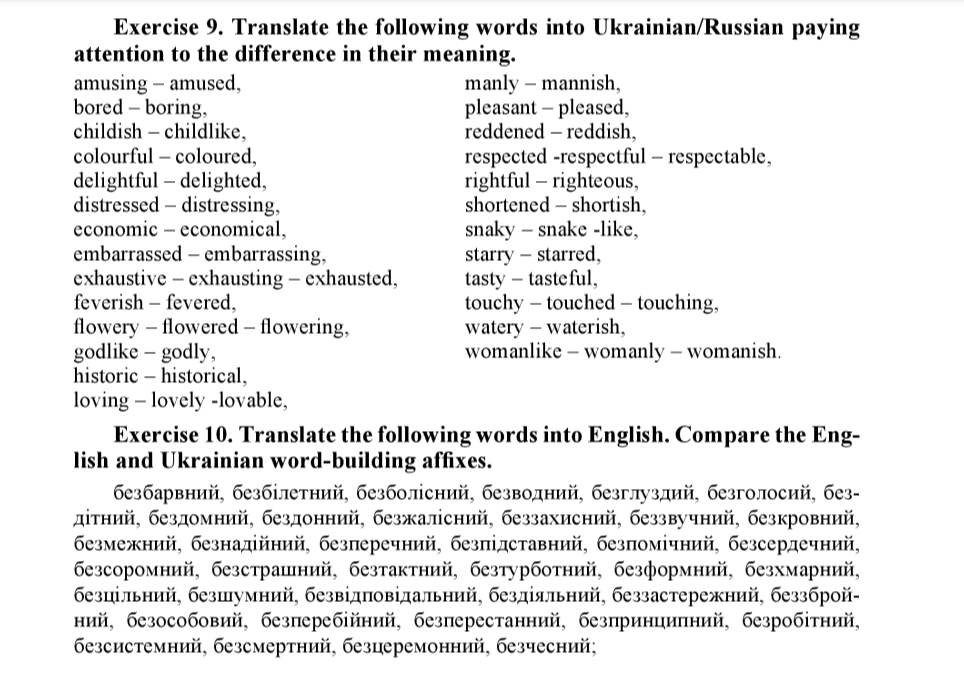 Exercise 9. Translate the following words into Ukrainian/Russian paying
attention to the difference in their meaning.
amusing – amused,
bored – boring,
childish – childlike,
colourful – coloured,
delightful – delighted,
distressed – distressing,
economic – economical,
embarrassed – embarrassing,
exhaustive – exhausting – exhausted,
feverish – fevered,
flowery – flowered – flowering,
godlike – godly,
historic – historical,
loving – lovely -lovable,
manly – mannish,
pleasant – pleased,
reddened – reddish,
respected -respectful – respectable,
rightful – righteous,
shortened – shortish,
snaky – snake -like,
starry – starred,
tasty – tasteful,
touchy – touched – touching,
watery – waterish,
womanlike – womanly – womanish.
Exercise 10. Translate the following words into English. Compare the Eng-
lish and Ukrainian word-building affixes.
безбарвний, безбілетний, безболісний, безводний, безглуздий, безголосий, без-
дітний, бездомний, бездонний, безжалісний, беззахисний, беззвучний, безкровний,
безмежний, безнадійний, безперечний, безпідставний, безпомічний, безсердечний,
безсоромний, безстрашний, безтактний, безтурботний, безформний, безхмарний,
безцільний, безшумний, безвідповідальний, бездіяльний, беззастережний, беззброй-
ний, безособовий, безперебійний, безперестанний, безпринципний, безробітний,
безсистемний, безсмертний, безцеремонний, безчесний;